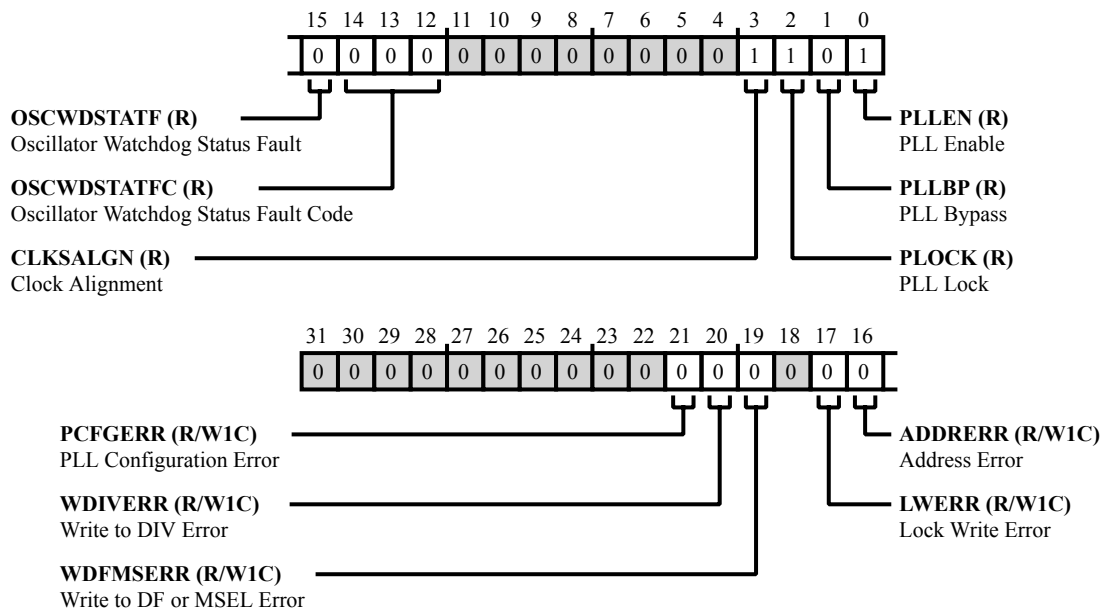 15 14 13 12 11 10 9 8 7 6 5 4 3 2 1 0
0 0 0 0 0 0 0 0 0 0 0 0 1 1 0 1
OSCWDSTATF (R)
Oscillator Watchdog Status Fault
OSCWDSTATFC (R)
Oscillator Watchdog Status Fault Code
CLKSALGN (R)
Clock Alignment
PLLEN (R)
PLL Enable
PLLBP (R)
PLL Bypass
PLOCK (R)
PLL Lock
31 30 29 28 27 26 25 24 23 22 21 20 19 18 17 16
0 0 0 0 0 0 0 0 0 0 0 0 0 0 0 0
PCFGERR (R/W1C)
PLL Configuration Error
WDIVERR (R/W1C)
Write to DIV Error
WDFMSERR (R/W1C)
Write to DF or MSEL Error
ADDRERR (R/W1C)
Address Error
LWERR (R/W1C)
Lock Write Error